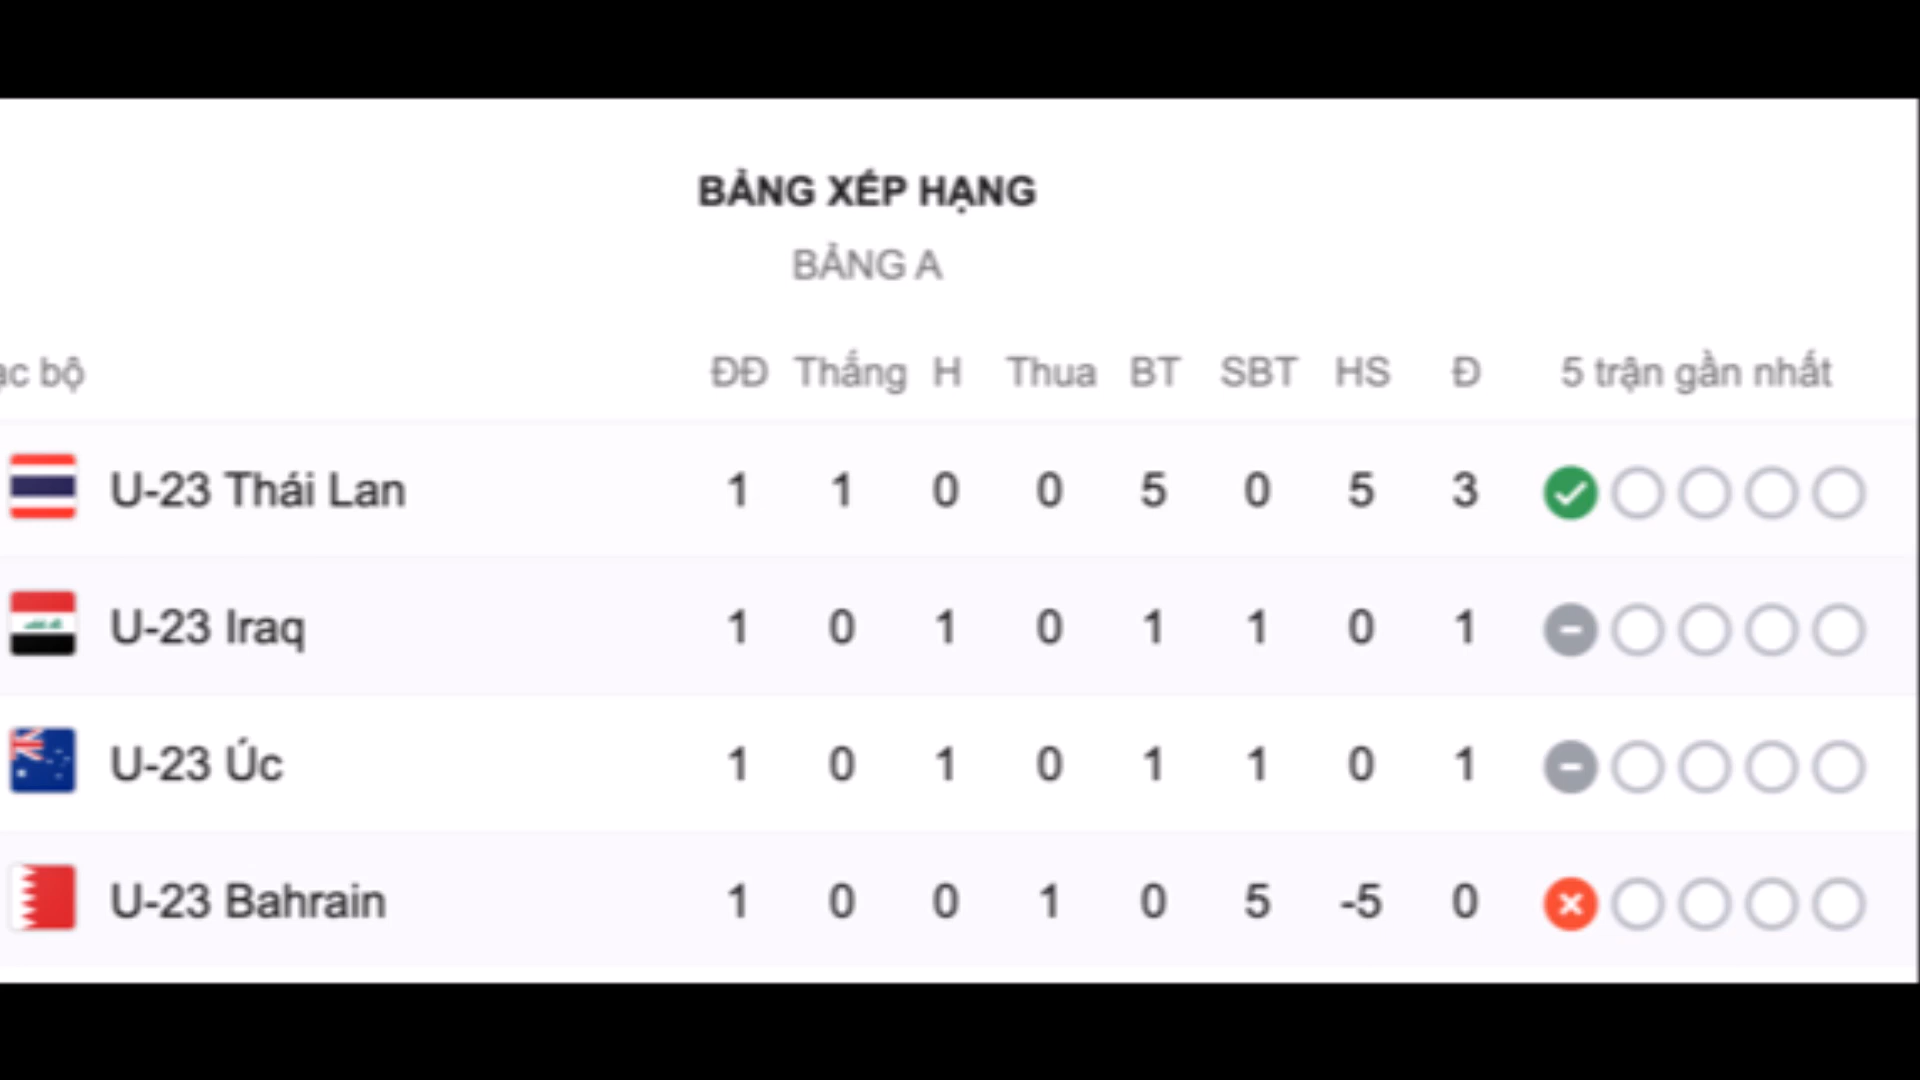 BẢNG XẾP HẠNG
BẢNG A
ạc bộ ĐĐ Thắng H Thua BT SBT HS Đ 5 trận gần nhất
U-23 Thái Lan 1 1 0 0 5 0 5 3
U-23 Iraq 1 0 1 0 1 1 0 1
U-23 Úc 1 0 1 0 1 1 0 1
U-23 Bahrain 1 0 0 1 0 5 -5 0